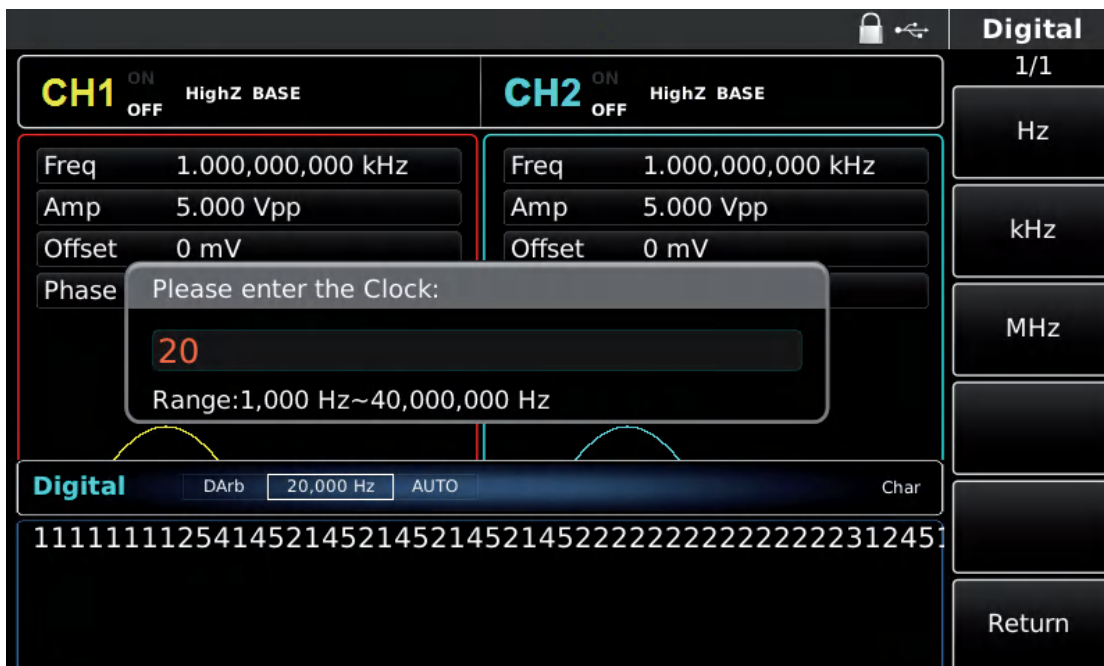 Digital
1/1
CH1 ON OFF HighZ BASE
CH2 ON OFF HighZ BASE
Freq 1.000,000,000 kHz
Amp 5.000 Vpp
Offset 0 mV
Phase
Freq 1.000,000,000 kHz
Amp 5.000 Vpp
Offset 0 mV
Please enter the Clock:
20
Range:1,000 Hz~40,000,000 Hz
Digital DArb 20,000 Hz AUTO Char
Hz
kHz
MHz
Return